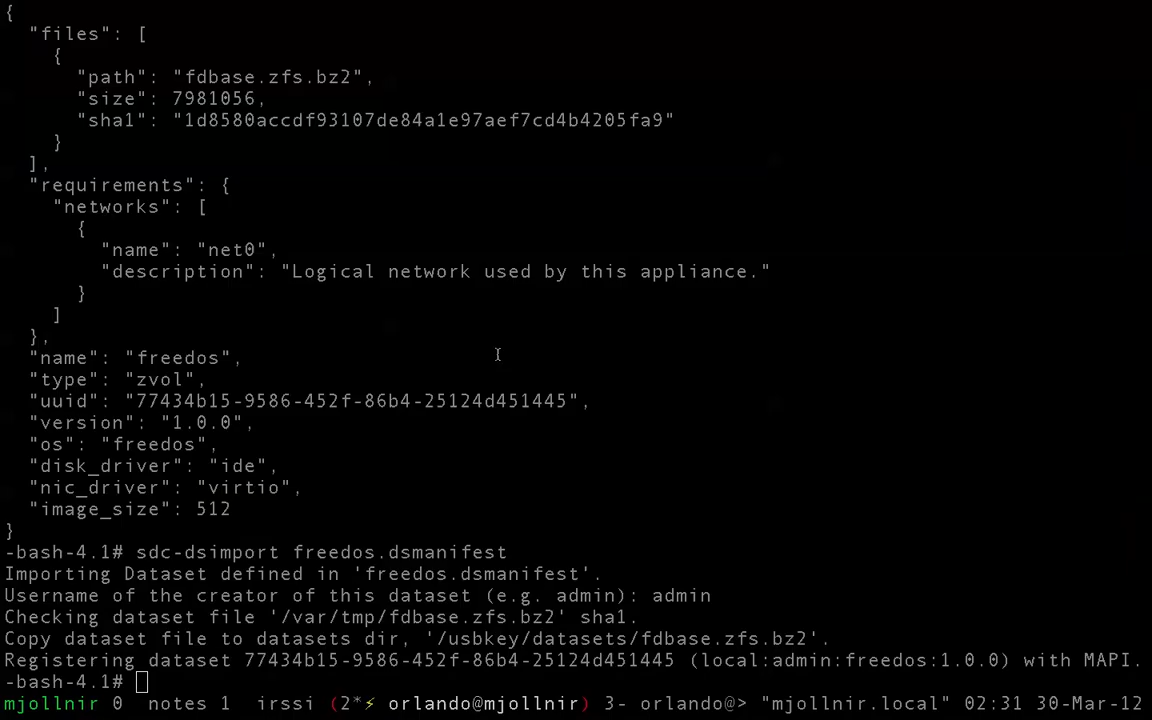 {
"files": [
{
"path": "fdbase.zfs.bz2",
"size": 7981056,
"sha1": "1d8580accdf93107de84a1e97aef7cd4b4205fa9"
}
],
"requirements": {
"networks": [
{
"name": "net0",
"description": "Logical network used by this appliance."
}
]
},
"name": "freedos",
"type": "zvol",
"uuid": "77434b15-9586-452f-86b4-25124d451445",
"version": "1.0.0",
"os": "freedos",
"disk_driver": "ide",
"nic_driver": "virtio",
"image_size": 512
}
-bash-4.1# sdc-dsimport freedos.dsmanifest
Importing Dataset defined in 'freedos.dsmanifest'.
Username of the creator of this dataset (e.g. admin): admin
Checking dataset file '/var/tmp/fdbase.zfs.bz2' sha1.
Copy dataset file to datasets dir, '/usbkey/datasets/fdbase.zfs.bz2'.
Registering dataset 77434b15-9586-452f-86b4-25124d451445 (local:admin:freedos:1.0.0) with MAPI.
-bash-4.1#
mjollnir 0 notes 1 irssi (2*⚡ orlando@mjollnir) 3- orlando@> "mjollnir.local" 02:31 30-Mar-12